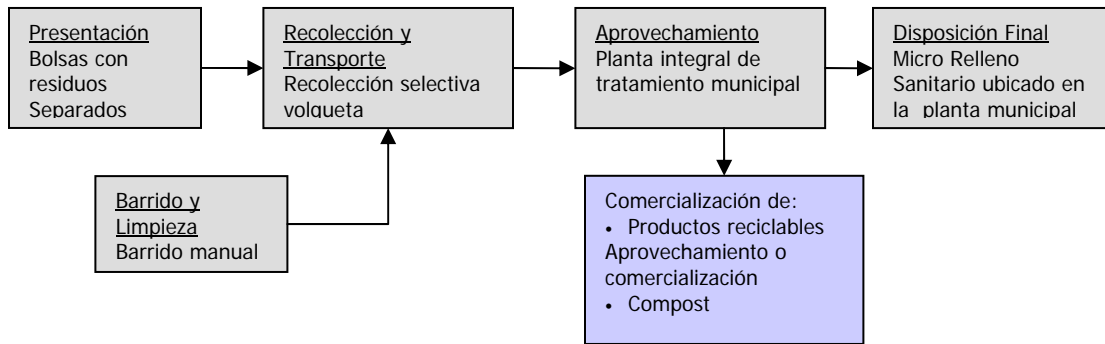 Presentación
Bolsas con
residuos
Separados
Recolección y
Transporte
Recolección selectiva
volqueta
Aprovechamiento
Planta integral de
tratamiento municipal
Disposición Final
Micro Relleno
Sanitario ubicado en
la planta municipal
Barrido y
Limpieza
Barrido manual
Comercialización de:
• Productos reciclables
Aprovechamiento o
comercialización
• Compost